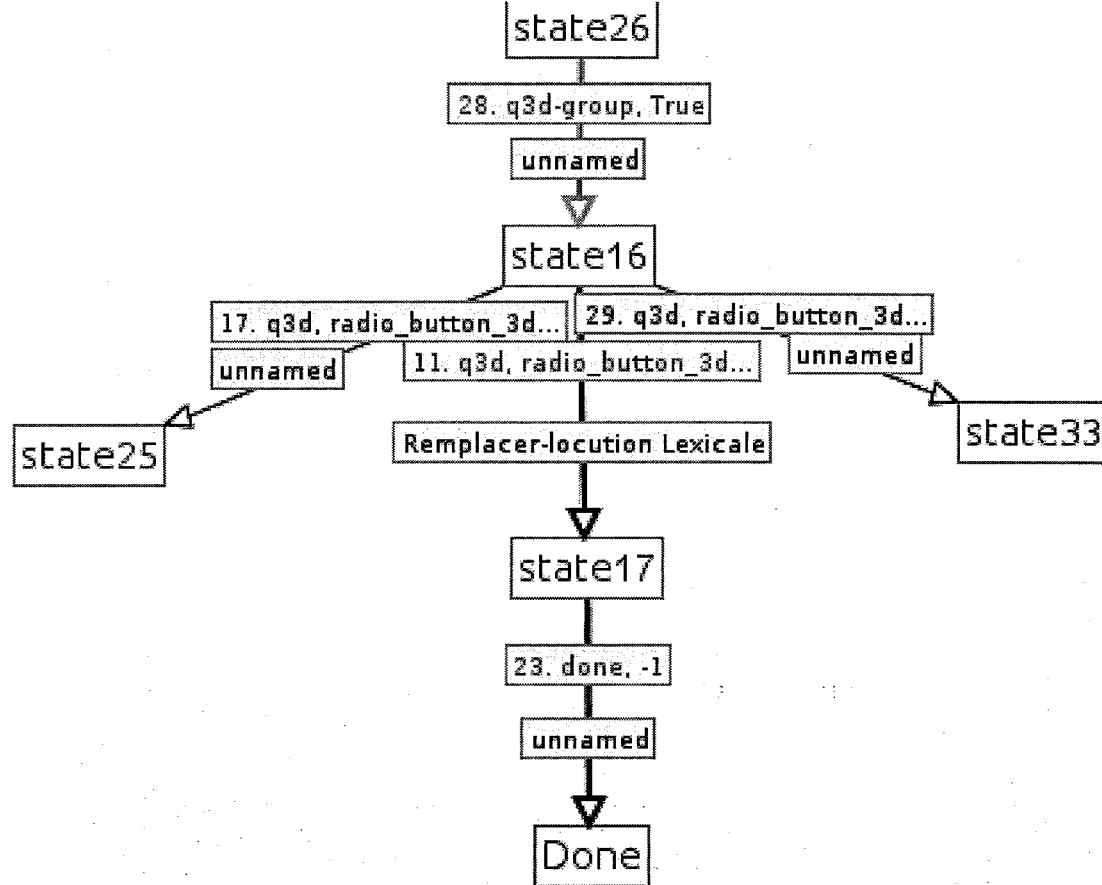 state26
28. q3d-group, True
unnamed
state16
17. q3d, radio_button_3d...
29. q3d, radio_button_3d...
unnamed
11. q3d, radio_button_3d...
unnamed
state25
Remplacer-locution Lexicale
state33
state17
23. done, -1
unnamed
Done